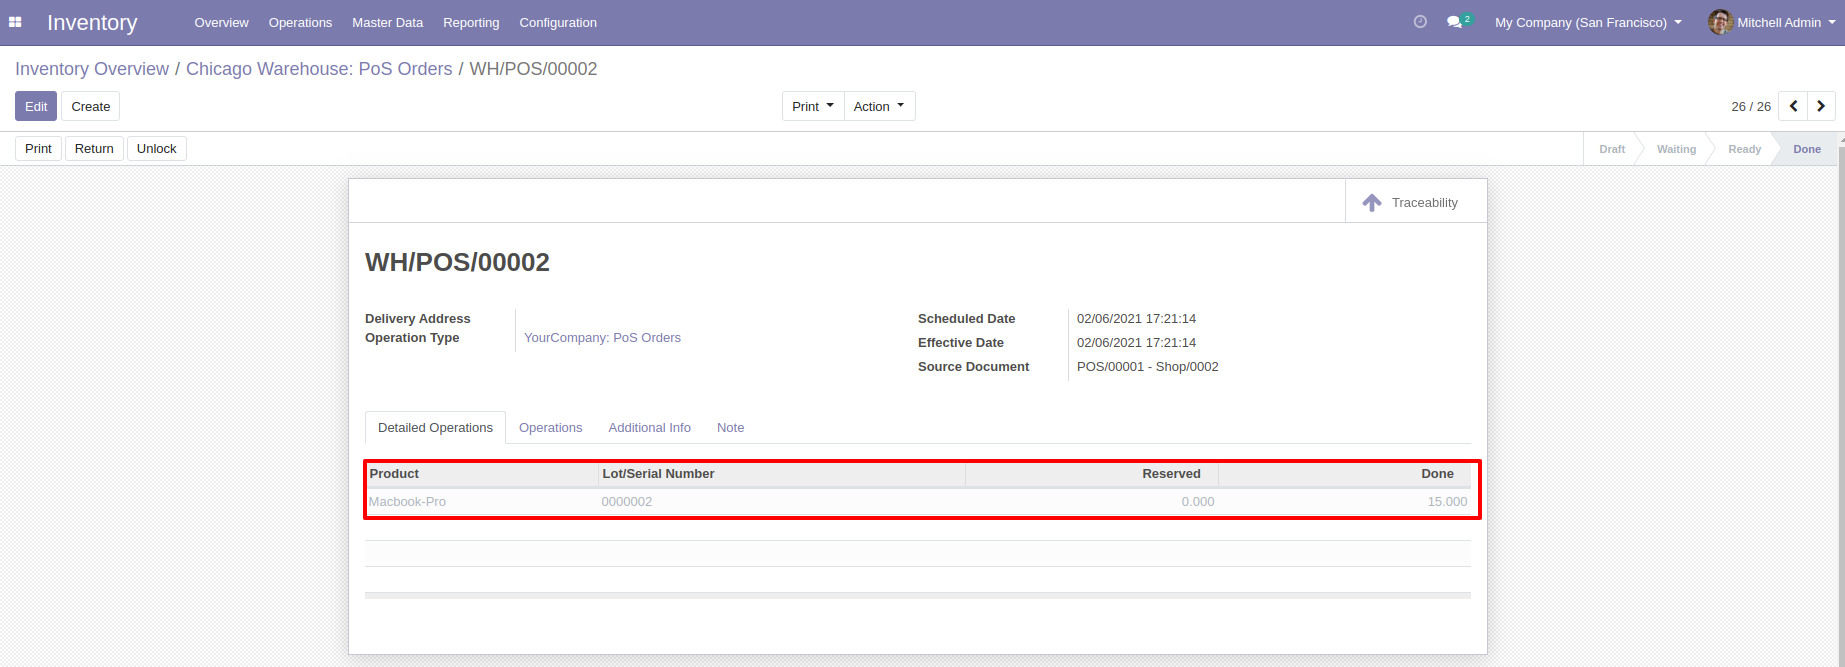 Inventory Overview Operations Master Data Reporting Configuration 2 My Company (San Francisco) Mitchell Admin
Inventory Overview / Chicago Warehouse: PoS Orders / WH/POS/00002
Edit Create Print Action 26 / 26
Print Return Unlock Draft Waiting Ready Done
Traceability
WH/POS/00002
Delivery Address Scheduled Date 02/06/2021 17:21:14
Operation Type YourCompany: PoS Orders
Effective Date 02/06/2021 17:21:14
Source Document POS/00001 - Shop/0002
Detailed Operations Operations Additional Info Note
Product Lot/Serial Number Reserved Done
Macbook-Pro 0000002 0.000 15.000